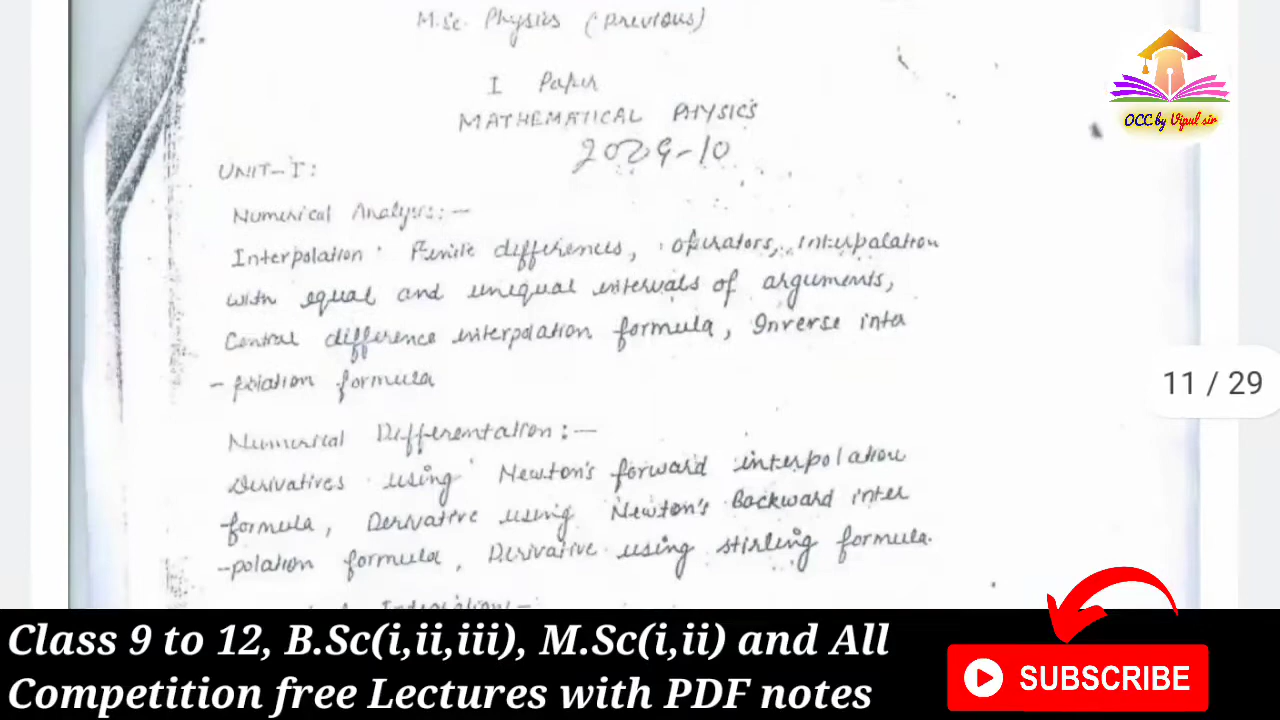 M.Sc. Physics (Previous)
I Paper
MATHEMATICAL PHYSICS
2029-10
UNIT-I:
Numerical Analysis:-
Interpolation Finite differences, operators, Interpalation
with equal and unequal intervals of arguments,
Central difference interpolation formula, Inverse inter
-polation formula
Numerical Differentation:-
Derivatives using Newton's forward interpolation
formula, Derivative using Newton's Backward inter
-polation formula, Derivative using stirling formula.
Integration:-
OCC by Vipul sir
11 / 29
Class 9 to 12, B.Sc(i,ii,iii), M.Sc(i,ii) and All
Competition free Lectures with PDF notes
SUBSCRIBE